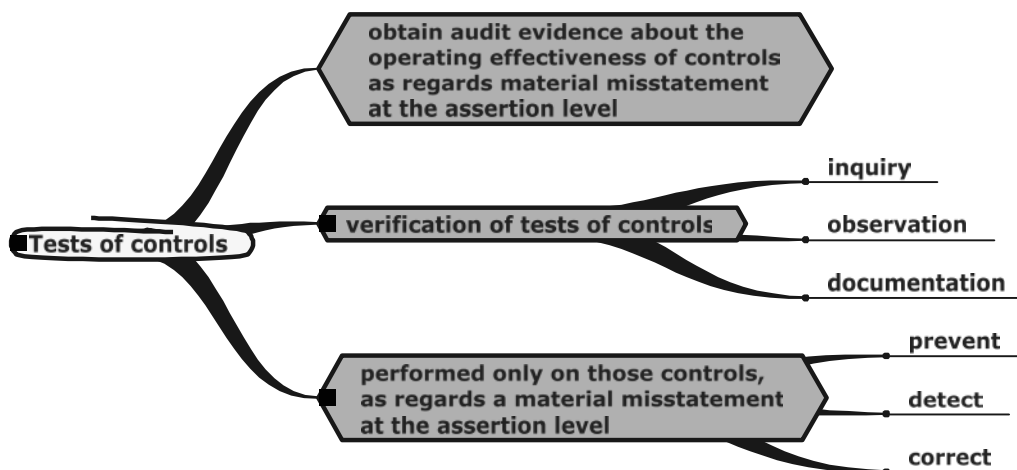 obtain audit evidence about the
operating effectiveness of controls
as regards material misstatement
at the assertion level
Tests of controls
verification of tests of controls
inquiry
observation
documentation
performed only on those controls,
as regards a material misstatement
at the assertion level
prevent
detect
correct